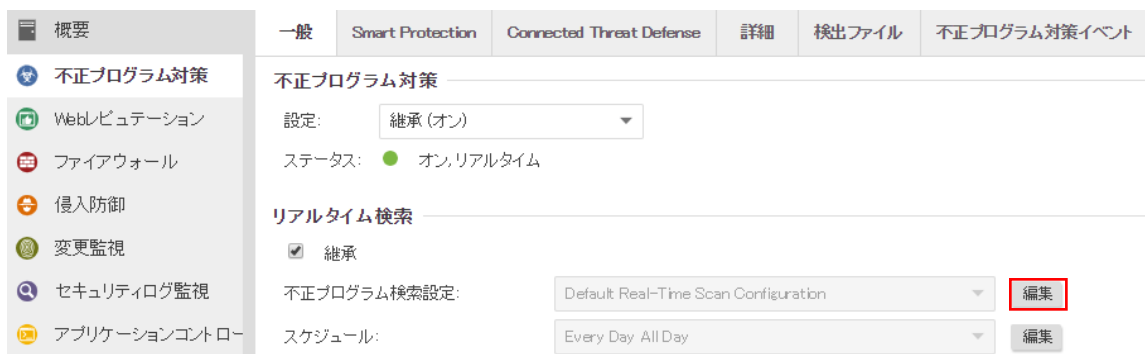 概要
不正プログラム対策
Webレピュテーション
ファイアウォール
侵入防御
変更監視
セキュリティログ監視
アプリケーションコントロー
一般 Smart Protection Connected Threat Defense 詳細 検出ファイル 不正プログラム対策イベント
不正プログラム対策
設定: 継承 (オン)
ステータス: オン, リアルタイム
リアルタイム検索
継承
不正プログラム検索設定: Default Real-Time Scan Configuration 編集
スケジュール: Every Day All Day 編集